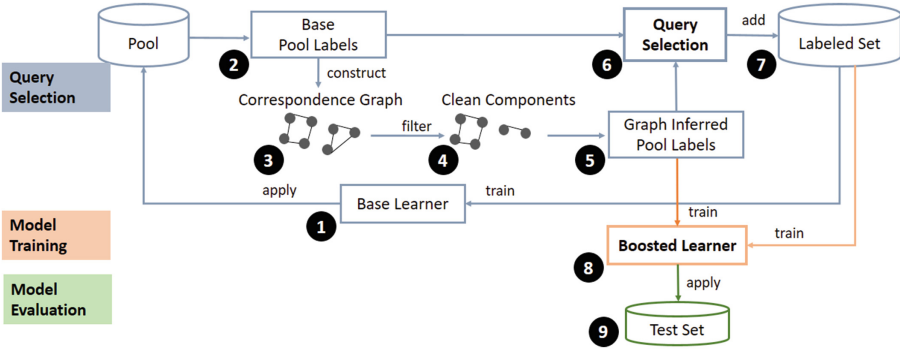 Pool
2
Base
Pool Labels
6
Query
Selection
add
7
Labeled Set
Query
Selection
construct
Correspondence Graph
Clean Components
3
filter
4
5
Graph Inferred
Pool Labels
apply
1
Base Learner
train
Model
Training
train
train
8
Boosted Learner
Model
Evaluation
apply
9
Test Set